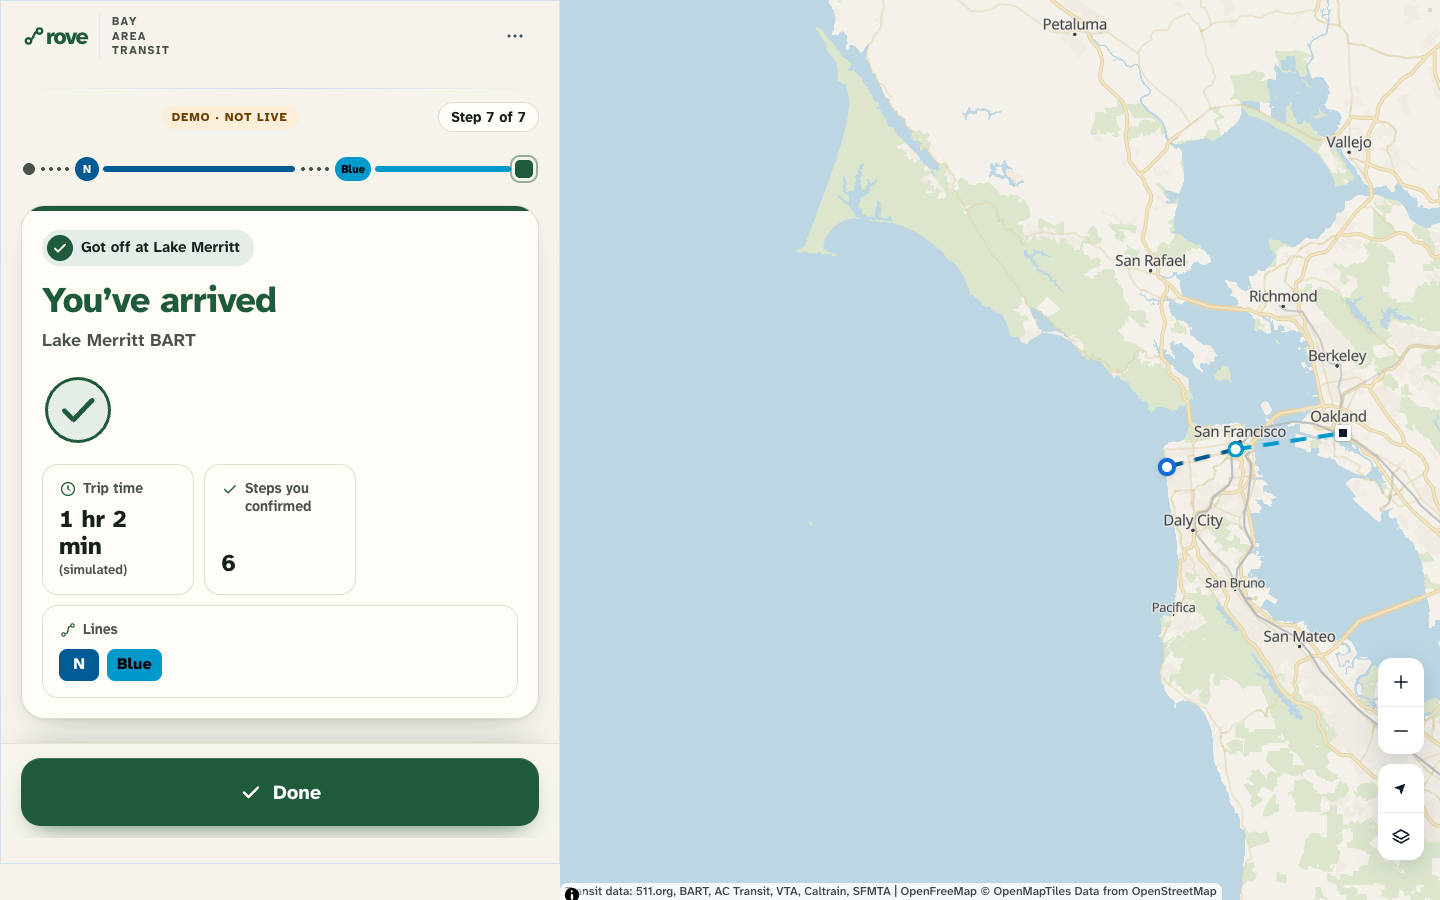 rove
BAY
AREA
TRANSIT
DEMO · NOT LIVE
Step 7 of 7
N
Blue
Got off at Lake Merritt
You’ve arrived
Lake Merritt BART
Trip time
1 hr 2
min
(simulated)
Steps you
confirmed
6
Lines
N
Blue
Done
Petaluma
Vallejo
San Rafael
Richmond
Berkeley
Oakland
San Francisco
Daly City
San Bruno
Pacifica
San Mateo
nsit data: 511.org, BART, AC Transit, VTA, Caltrain, SFMTA | OpenFreeMap © OpenMapTiles Data from OpenStreetMap